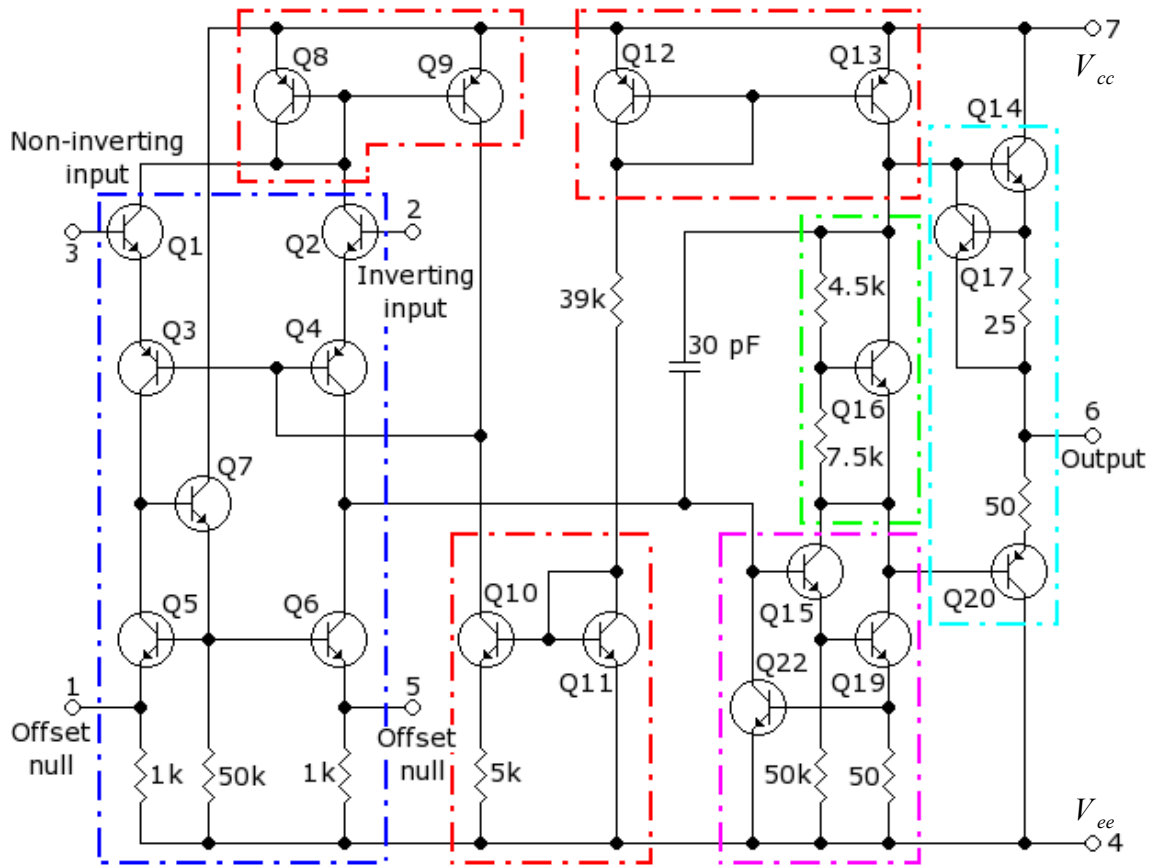 7
V_cc
Q8
Q9
Q12
Q13
Q14
Non-inverting
input
3
Q1
Q2
2
Inverting
input
Q17
25
4.5k
39k
Q3
Q4
30 pF
Q16
7.5k
6
Output
Q7
50
Q5
Q6
Q10
Q11
Q15
Q20
Q22
Q19
1
Offset
null
5
Offset
null
1k
50k
1k
5k
50k
50
V_ee
4